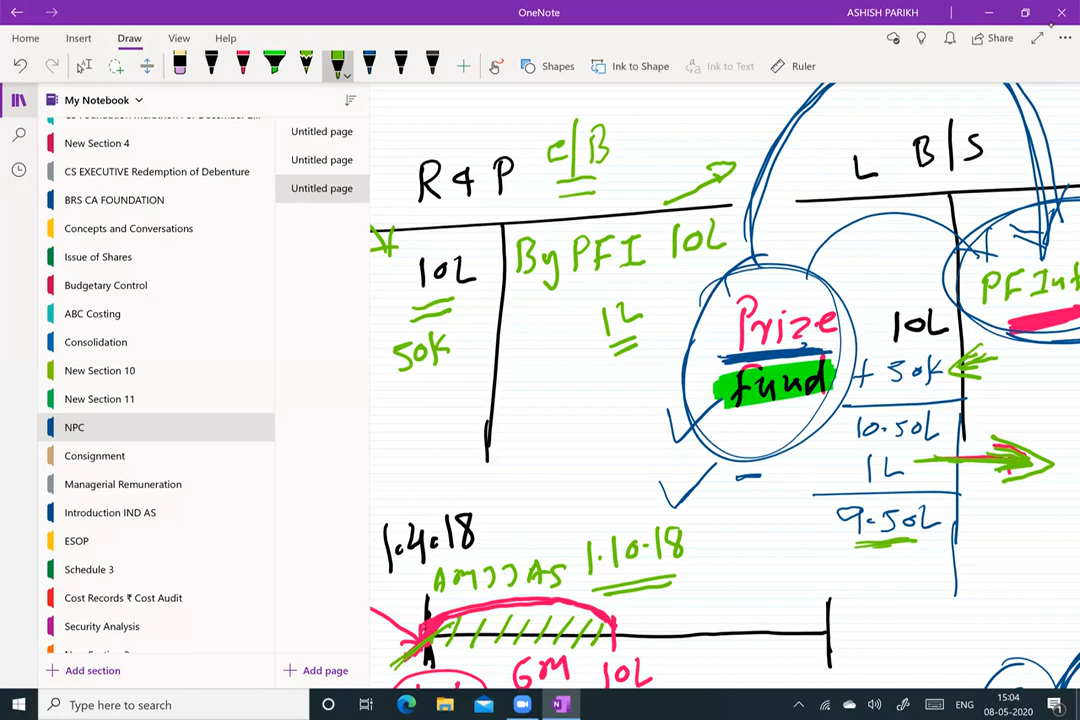 OneNote
ASHISH PARIKH
Home Insert Draw View Help
Share
Shapes
Ink to Shape
Ink to Text
Ruler
My Notebook
New Section 4
CS EXECUTIVE Redemption of Debenture
BRS CA FOUNDATION
Concepts and Conversations
Issue of Shares
Budgetary Control
ABC Costing
Consolidation
New Section 10
New Section 11
NPC
Consignment
Managerial Remuneration
Introduction IND AS
ESOP
Schedule 3
Cost Records ₹ Cost Audit
Security Analysis
Add section
Untitled page
Untitled page
Untitled page
Add page
R & P
C/B
L B/S
10L
By PFI 10L
50K
1L
Prize
Fund
10L
+ 50K
10.50L
1L
9.50L
PF Int
1.4.18
AMJJAS
1.10.18
6M 10L
Type here to search
ENG
15:04
08-05-2020